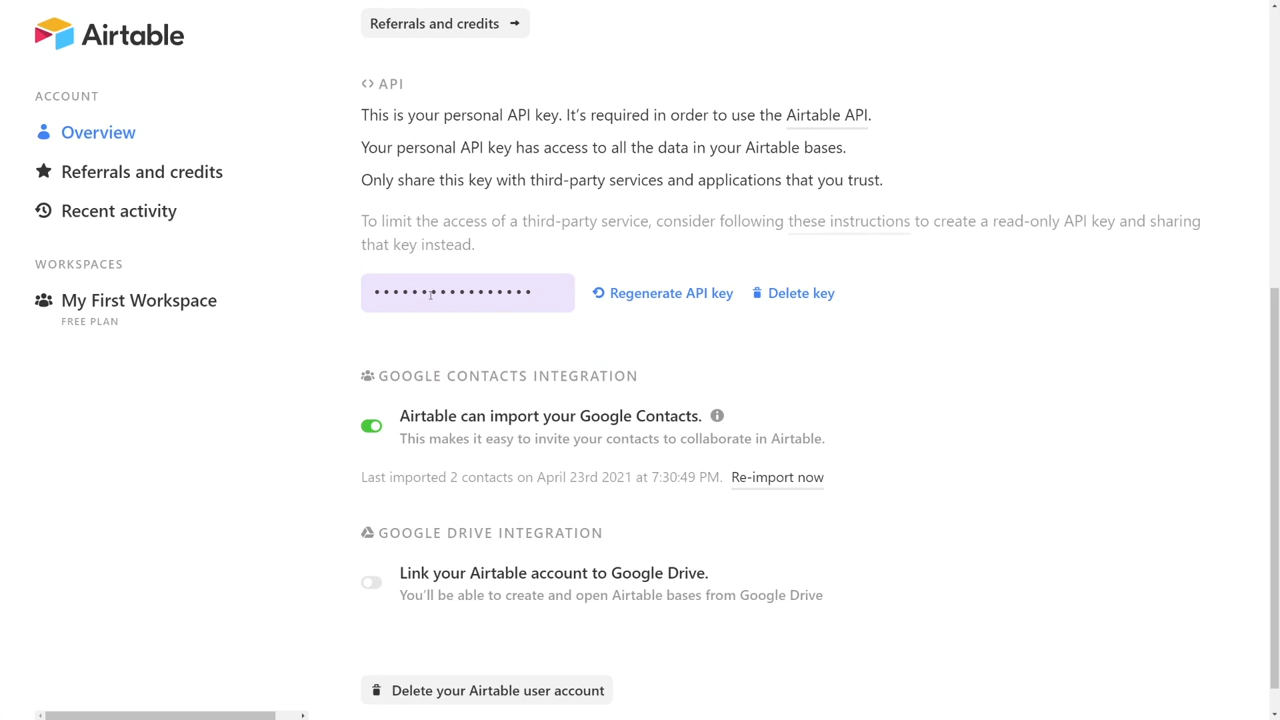 Airtable
ACCOUNT
Overview
Referrals and credits
Recent activity
WORKSPACES
My First Workspace
FREE PLAN
Referrals and credits →
<> API
This is your personal API key. It's required in order to use the Airtable API.
Your personal API key has access to all the data in your Airtable bases.
Only share this key with third-party services and applications that you trust.
To limit the access of a third-party service, consider following these instructions to create a read-only API key and sharing
that key instead.
•••••••••••••••••
Regenerate API key
Delete key
GOOGLE CONTACTS INTEGRATION
Airtable can import your Google Contacts.
This makes it easy to invite your contacts to collaborate in Airtable.
Last imported 2 contacts on April 23rd 2021 at 7:30:49 PM. Re-import now
GOOGLE DRIVE INTEGRATION
Link your Airtable account to Google Drive.
You'll be able to create and open Airtable bases from Google Drive
Delete your Airtable user account